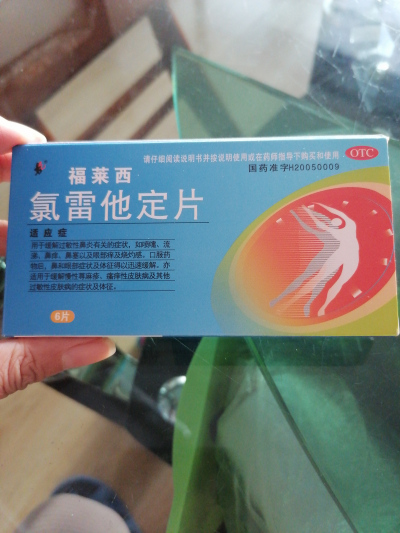 请仔细阅读说明书并按说明使用或在药师指导下购买和使用 OTC
国药准字H20050009
福莱西
氯雷他定片
适应症
用于缓解过敏性鼻炎有关的症状，如喷嚏、流
涕、鼻痒、鼻塞以及眼部痒及烧灼感。口服药
物后，鼻和眼部症状及体征得以迅速缓解。亦
适用于缓解慢性荨麻疹、瘙痒性皮肤病及其他
过敏性皮肤病的症状及体征。
6片